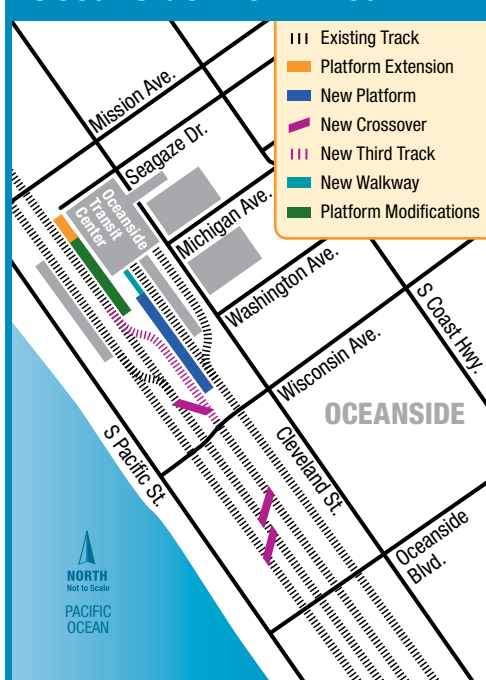 Existing Track
Platform Extension
New Platform
New Crossover
New Third Track
New Walkway
Platform Modifications
Mission Ave.
Seagaze Dr.
Oceanside
Transit
Center
Michigan Ave.
Washington Ave.
S Coast Hwy.
Wisconsin Ave.
OCEANSIDE
S Pacific St.
Cleveland St.
Oceanside
Blvd.
NORTH
Not to Scale
PACIFIC
OCEAN